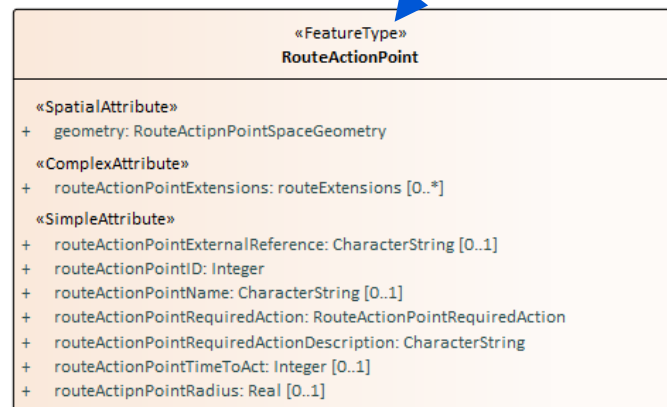 «FeatureType»
RouteActionPoint
«SpatialAttribute»
+ geometry: RouteActipnPointSpaceGeometry
«ComplexAttribute»
+ routeActionPointExtensions: routeExtensions [0..*]
«SimpleAttribute»
+ routeActionPointExternalReference: CharacterString [0..1]
+ routeActionPointID: Integer
+ routeActionPointName: CharacterString [0..1]
+ routeActionPointRequiredAction: RouteActionPointRequiredAction
+ routeActionPointRequiredActionDescription: CharacterString
+ routeActionPointTimeToAct: Integer [0..1]
+ routeActipnPointRadius: Real [0..1]